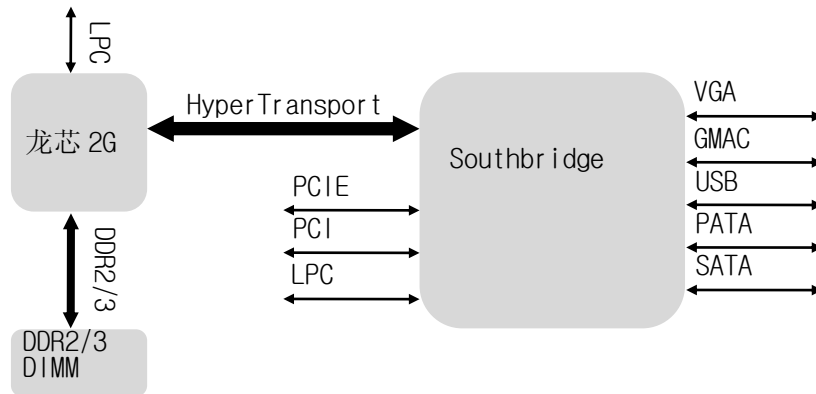 LPC
龙芯 2G
HyperTransport
DDR2/3
DDR2/3
DIMM
Southbridge
PCIE
PCI
LPC
VGA
GMAC
USB
PATA
SATA